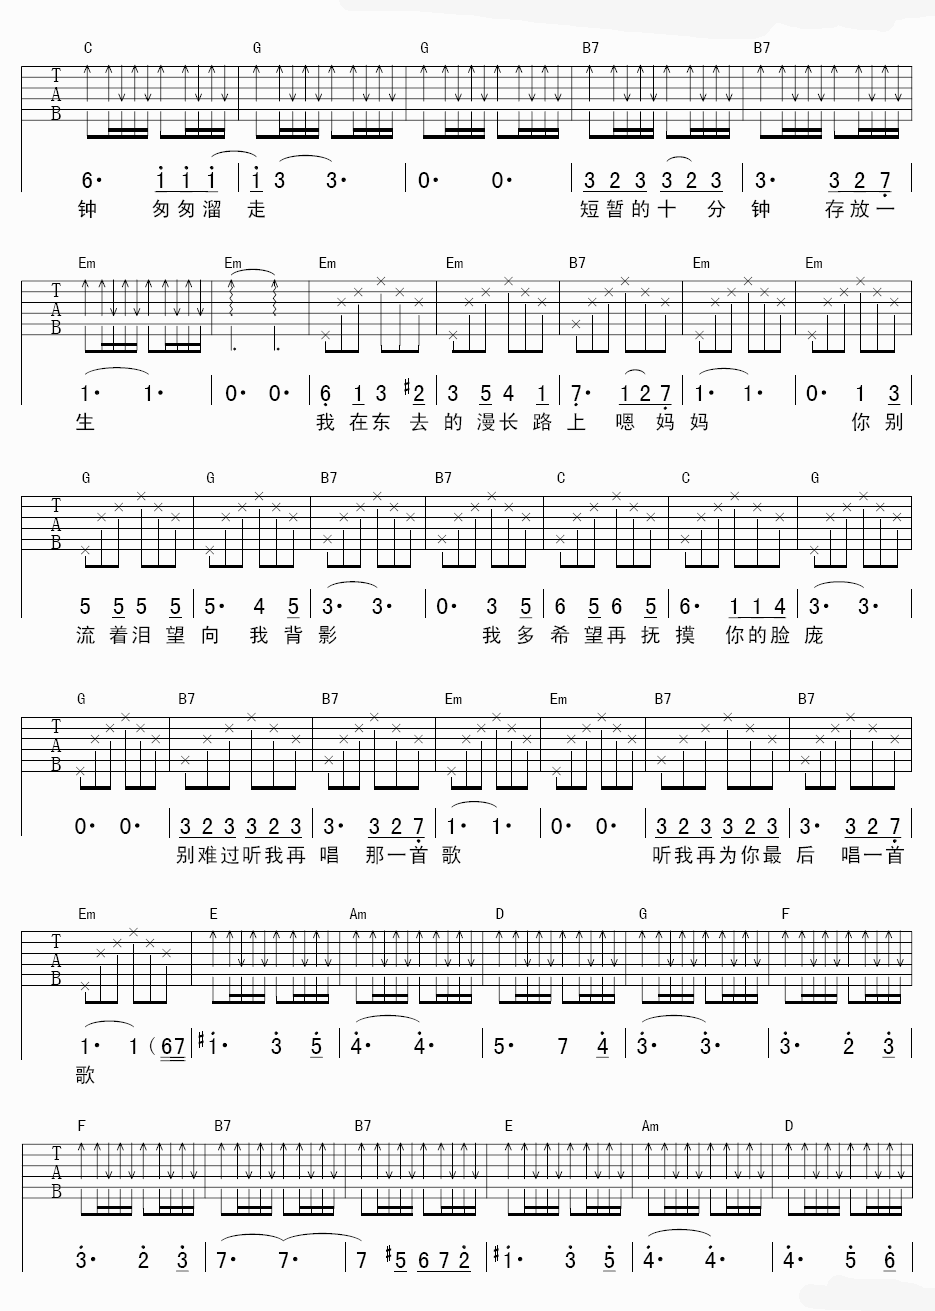 C G G B7 B7
T A B
6· 1 1 1 1 3 3· 0· 0· 3 2 3 3 2 3 3· 3 2 7
钟 匆匆溜 走 短暂的十 分 钟 存放一
Em Em Em Em B7 Em Em
T A B
1· 1· 0· 0· 6 1 3 #2 3 5 4 1 7· 1 2 7 1· 1· 0· 1 3
生 我 在东 去 的 漫长 路 上 嗯 妈 妈 你 别
G G B7 B7 C C G
T A B
5 5 5 5 5· 4 5 3· 3· 0· 3 5 6 5 6 5 6· 1 1 4 3· 3·
流 着泪 望 向 我 背 影 我 多 希 望再 抚 摸 你的脸 庞
G B7 B7 Em Em B7 B7
T A B
0· 0· 3 2 3 3 2 3 3· 3 2 7 1· 1· 0· 0· 3 2 3 3 2 3 3· 3 2 7
别难过听我再 唱 那一首 歌 听我再为你最 后 唱一首
Em E Am D G F
T A B
1· 1 (6 7 #1· 3 5 4· 4· 5· 7 4 3· 3· 3· 2 3
歌
F B7 B7 E Am D
T A B
3· 2 3 7· 7· 7 #5 6 7 2 #1· 3 5 4· 4· 4· 5 6